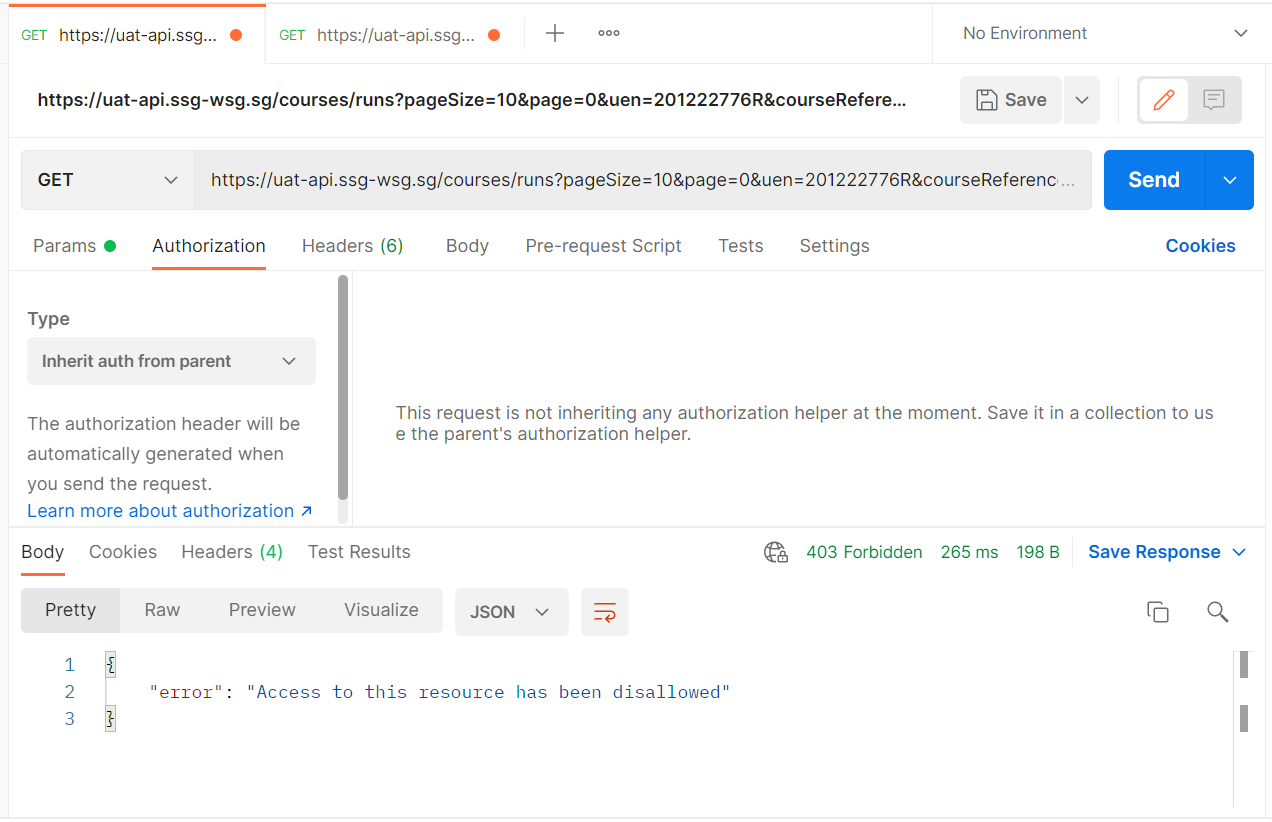 GET https://uat-api.ssg... GET https://uat-api.ssg... No Environment
https://uat-api.ssg-wsg.sg/courses/runs?pageSize=10&page=0&uen=201222776R&courseRefere...
Save
GET https://uat-api.ssg-wsg.sg/courses/runs?pageSize=10&page=0&uen=201222776R&courseReferenc...
Send
Params Authorization Headers (6) Body Pre-request Script Tests Settings Cookies
Type
Inherit auth from parent
The authorization header will be
automatically generated when
you send the request.
Learn more about authorization
This request is not inheriting any authorization helper at the moment. Save it in a collection to us
e the parent's authorization helper.
Body Cookies Headers (4) Test Results 403 Forbidden 265 ms 198 B Save Response
Pretty Raw Preview Visualize JSON
1 {
2 "error": "Access to this resource has been disallowed"
3 }